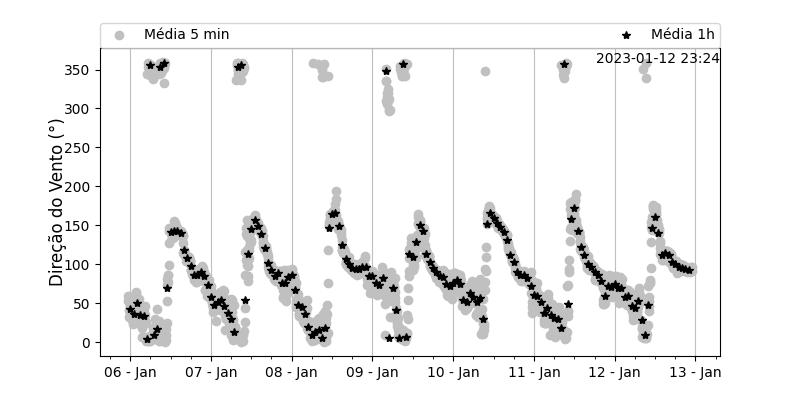 Média 5 min
Média 1h
2023-01-12 23:24
Direção do Vento (°)
350
300
250
200
150
100
50
0
06 - Jan
07 - Jan
08 - Jan
09 - Jan
10 - Jan
11 - Jan
12 - Jan
13 - Jan